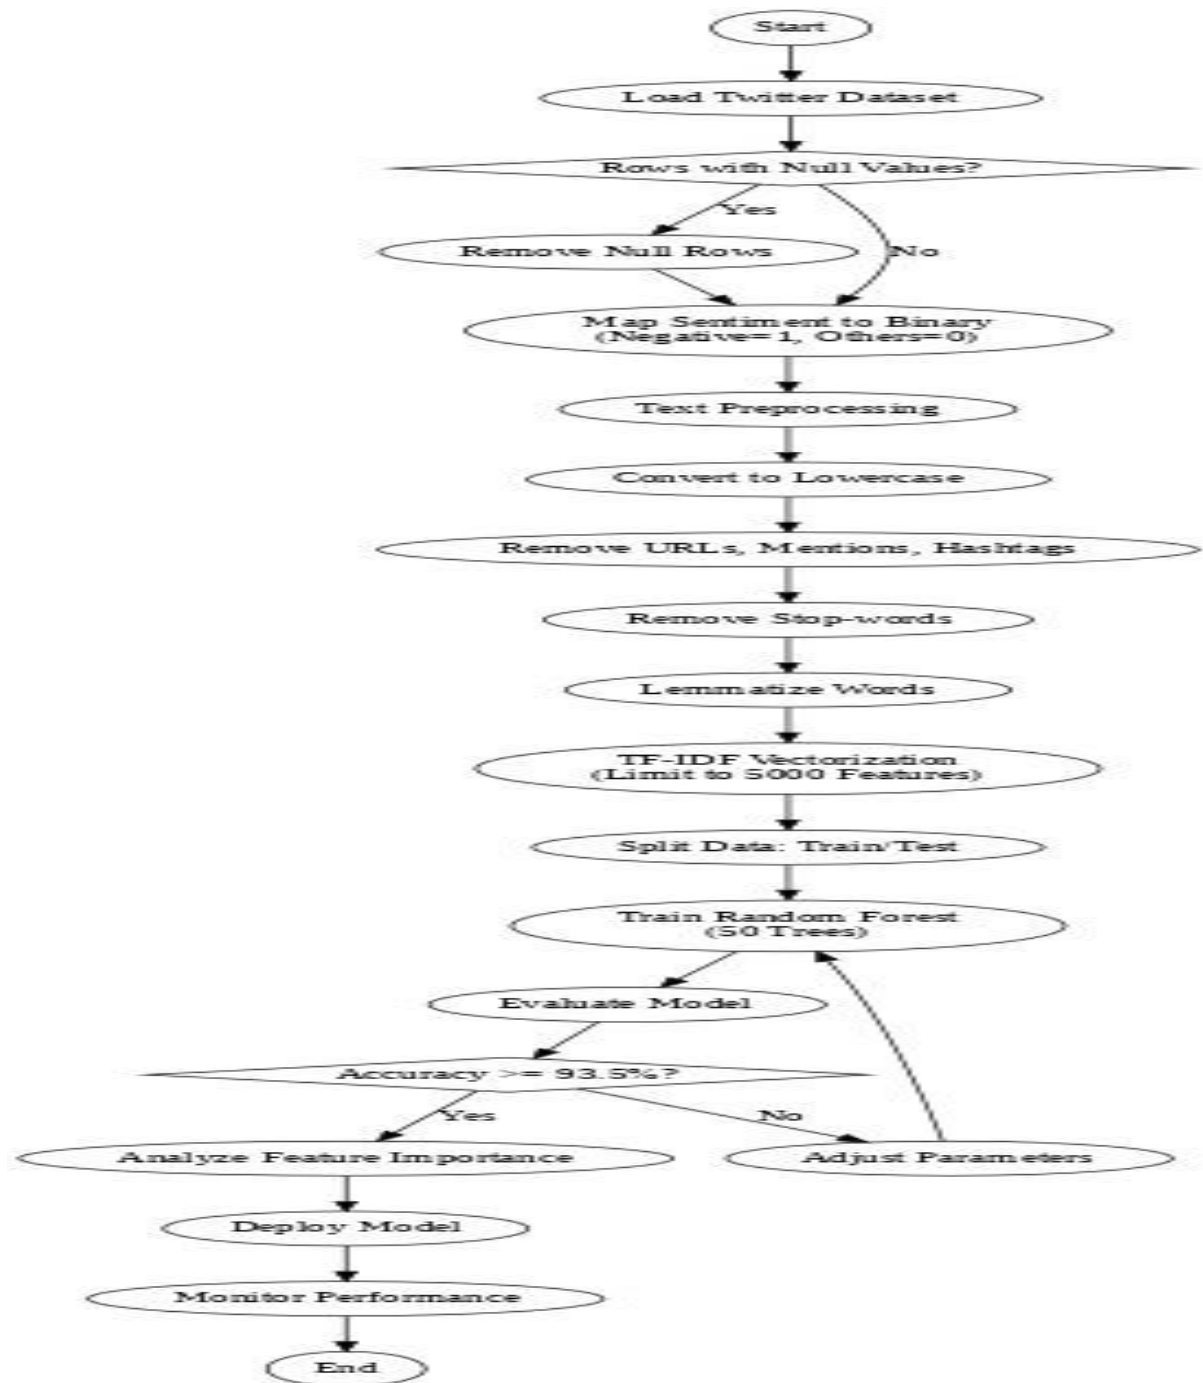 Start
Load Twitter Dataset
Rows with Null Values?
Yes
Remove Null Rows
No
Map Sentiment to Binary
(Negative=1, Others=0)
Text Preprocessing
Convert to Lowercase
Remove URLs, Mentions, Hashtags
Remove Stop-words
Lemmatize Words
TF-IDF Vectorization
(Limit to 5000 Features)
Split Data: Train/Test
Train Random Forest
(50 Trees)
Evaluate Model
Accuracy >= 93.5%?
Yes
No
Analyze Feature Importance
Adjust Parameters
Deploy Model
Monitor Performance
End